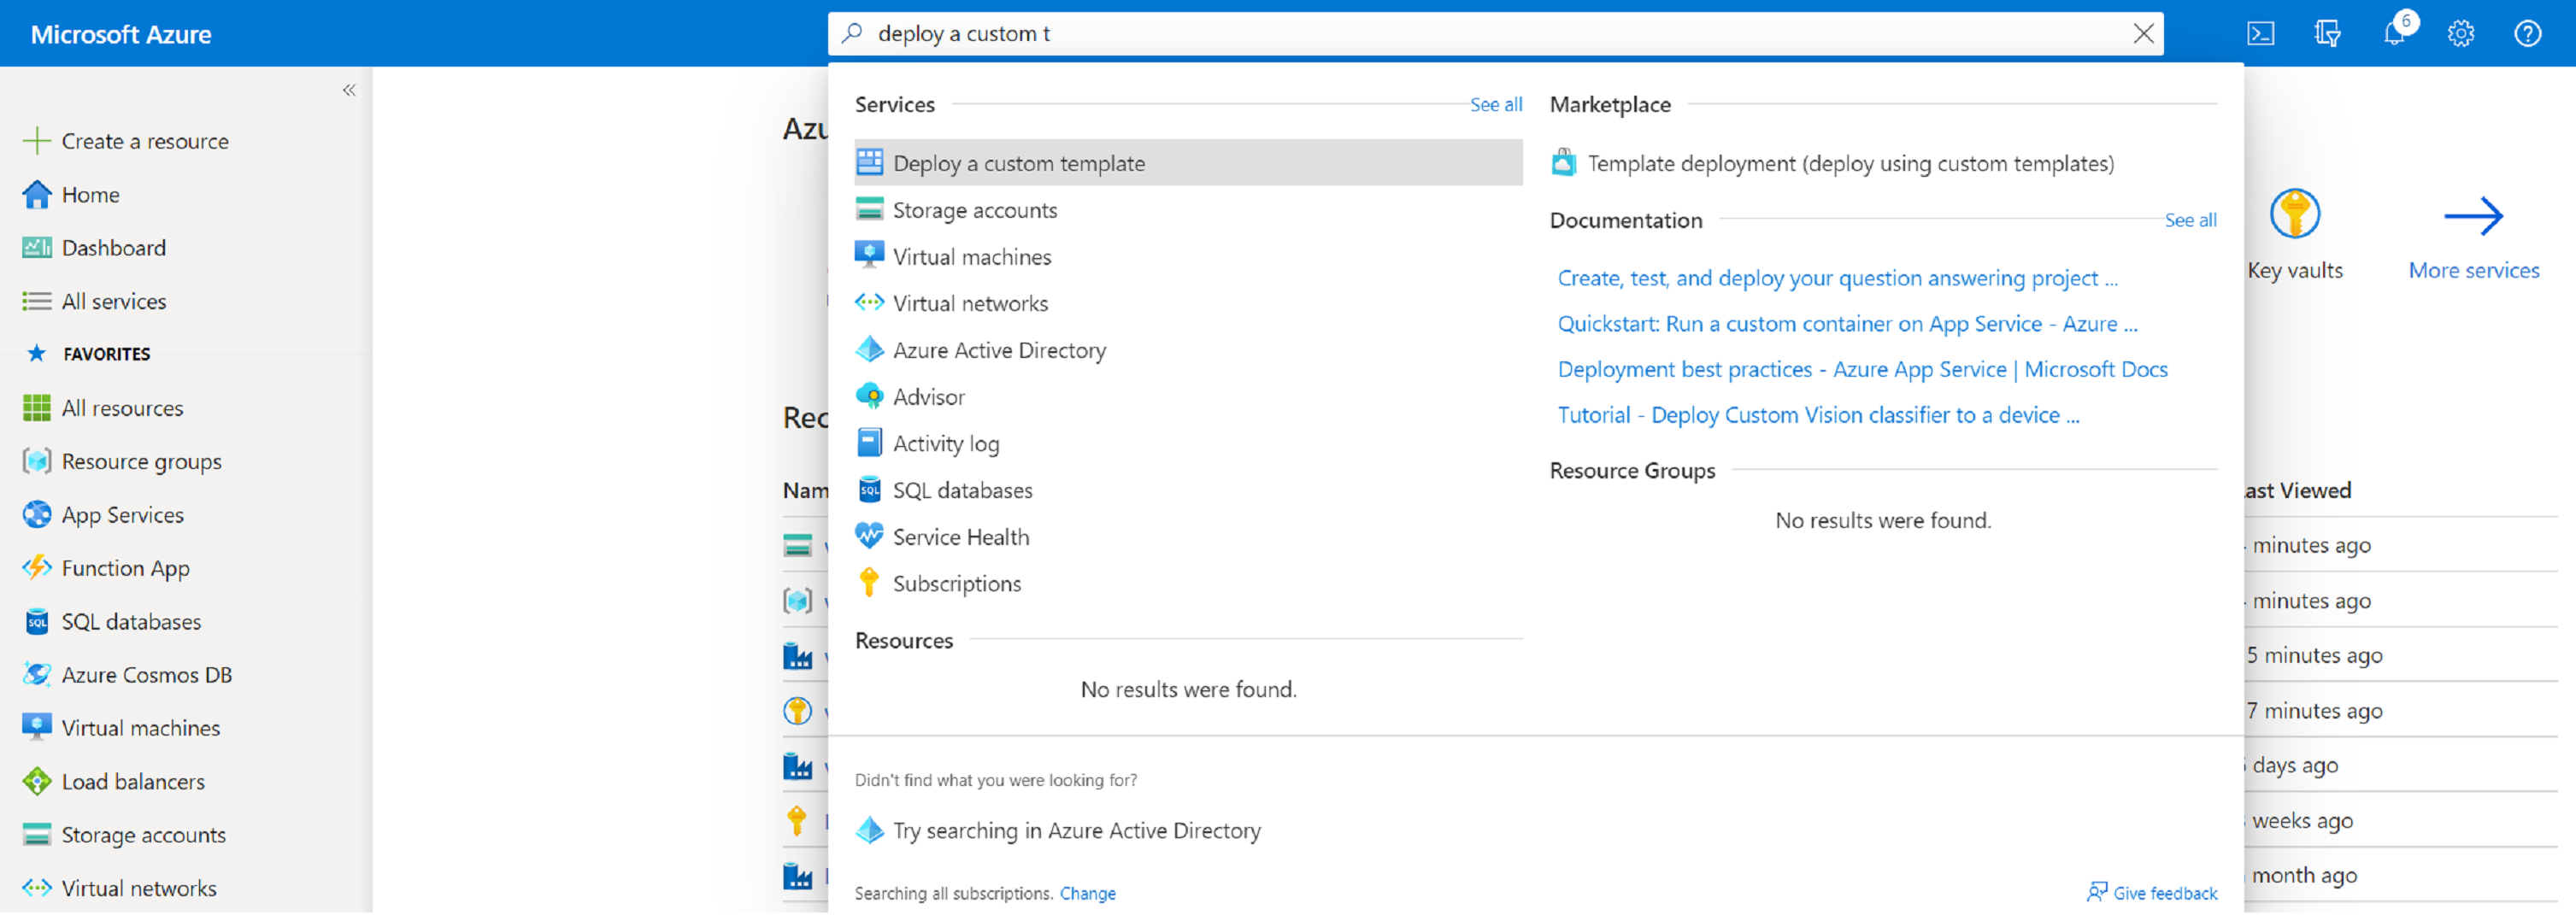 Microsoft Azure
deploy a custom t
6
Create a resource
Home
Dashboard
All services
FAVORITES
All resources
Resource groups
App Services
Function App
SQL databases
Azure Cosmos DB
Virtual machines
Load balancers
Storage accounts
Virtual networks
Azu
Rec
Nam
Services
See all
Deploy a custom template
Storage accounts
Virtual machines
Virtual networks
Azure Active Directory
Advisor
Activity log
SQL databases
Service Health
Subscriptions
Resources
No results were found.
Didn't find what you were looking for?
Try searching in Azure Active Directory
Searching all subscriptions. Change
Marketplace
Template deployment (deploy using custom templates)
Documentation
See all
Create, test, and deploy your question answering project ...
Quickstart: Run a custom container on App Service - Azure ...
Deployment best practices - Azure App Service | Microsoft Docs
Tutorial - Deploy Custom Vision classifier to a device ...
Resource Groups
No results were found.
Give feedback
Key vaults
More services
ast Viewed
minutes ago
minutes ago
5 minutes ago
7 minutes ago
days ago
weeks ago
month ago